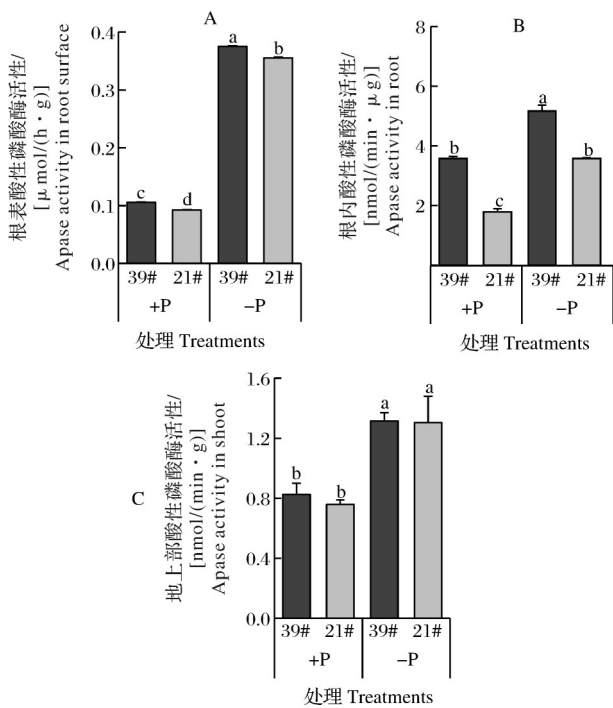 A
根表酸性磷酸酶活性/
[μmol/(h·g)]
Apase activity in root surface
0.4
0.3
0.2
0.1
0.0
a
b
c
d
39# 21# 39# 21#
+P −P
处理 Treatments
B
根内酸性磷酸酶活性/
[nmol/(min·μg)]
Apase activity in root
8
6
4
2
a
b
b
c
39# 21# 39# 21#
+P −P
处理 Treatments
C
地上部酸性磷酸酶活性/
[nmol/(min·g)]
Apase activity in shoot
1.6
1.2
0.8
0.4
0.0
a
a
b
b
39# 21# 39# 21#
+P −P
处理 Treatments